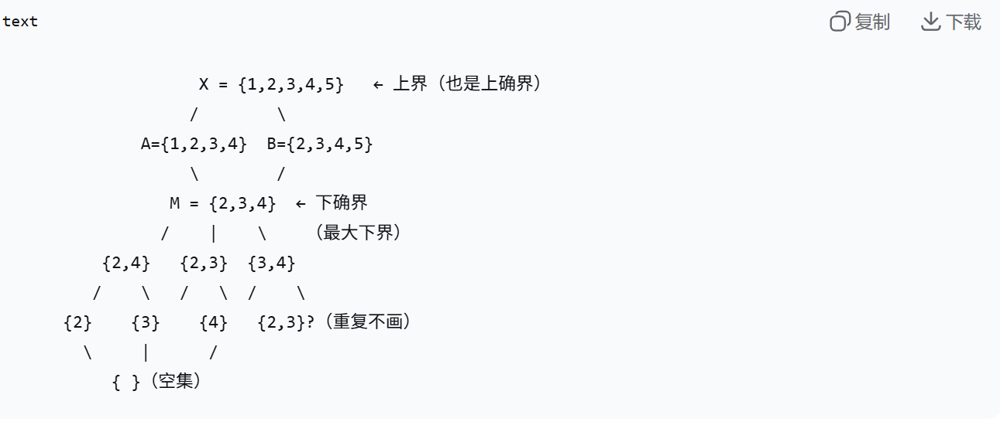 text 复制 下载
X = {1,2,3,4,5} ← 上界（也是上确界）
/ \
A={1,2,3,4} B={2,3,4,5}
\ /
M = {2,3,4} ← 下确界
/ | \ （最大下界）
{2,4} {2,3} {3,4}
/ \ / \ / \
{2} {3} {4} {2,3}?（重复不画）
\ | /
{ }（空集）